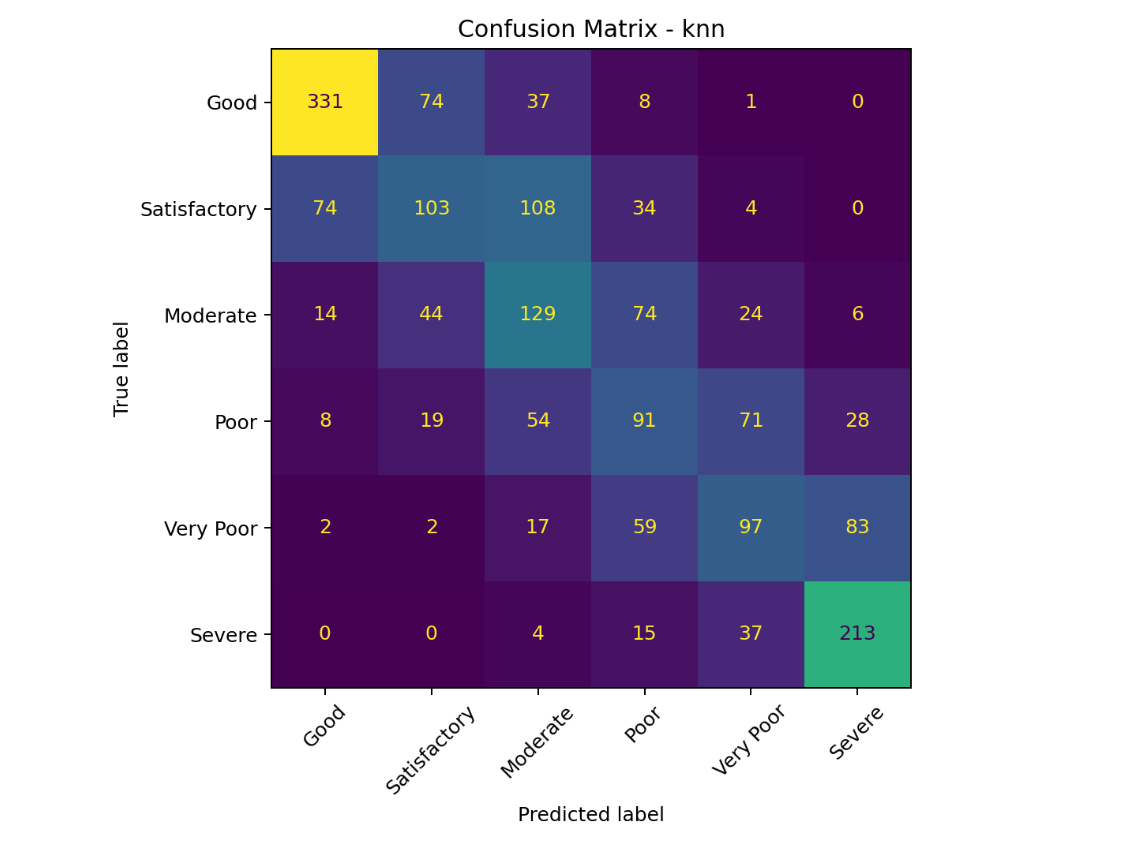 Confusion Matrix - knn
True label
Good 331 74 37 8 1 0
Satisfactory 74 103 108 34 4 0
Moderate 14 44 129 74 24 6
Poor 8 19 54 91 71 28
Very Poor 2 2 17 59 97 83
Severe 0 0 4 15 37 213
Good Satisfactory Moderate Poor Very Poor Severe
Predicted label